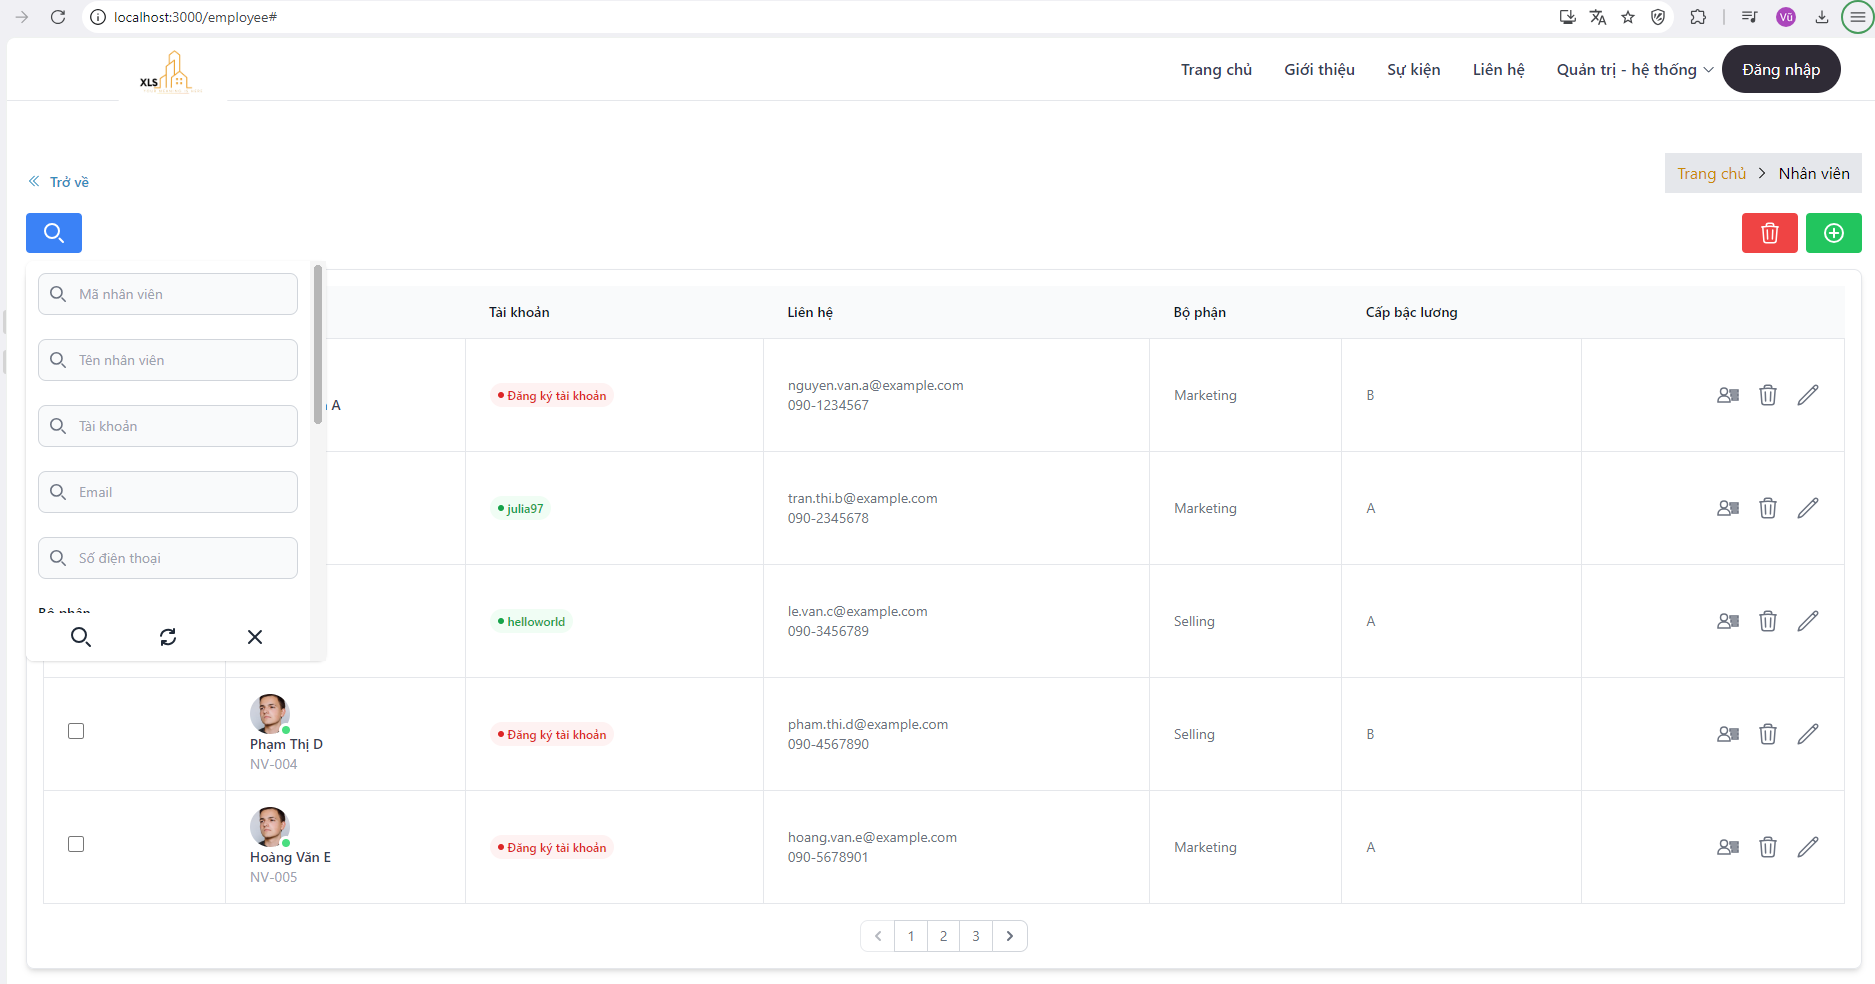 localhost:3000/employee#
Vũ
XLS
Trang chủ
Giới thiệu
Sự kiện
Liên hệ
Quản trị - hệ thống
Đăng nhập
Trở về
Trang chủ
Nhân viên
Mã nhân viên
Tên nhân viên
Tài khoản
Email
Số điện thoại
Bộ phận
Tài khoản
Liên hệ
Bộ phận
Cấp bậc lương
A
Đăng ký tài khoản
nguyen.van.a@example.com
090-1234567
Marketing
B
julia97
tran.thi.b@example.com
090-2345678
Marketing
A
helloworld
le.van.c@example.com
090-3456789
Selling
A
Phạm Thị D
NV-004
Đăng ký tài khoản
pham.thi.d@example.com
090-4567890
Selling
B
Hoàng Văn E
NV-005
Đăng ký tài khoản
hoang.van.e@example.com
090-5678901
Marketing
A
1
2
3